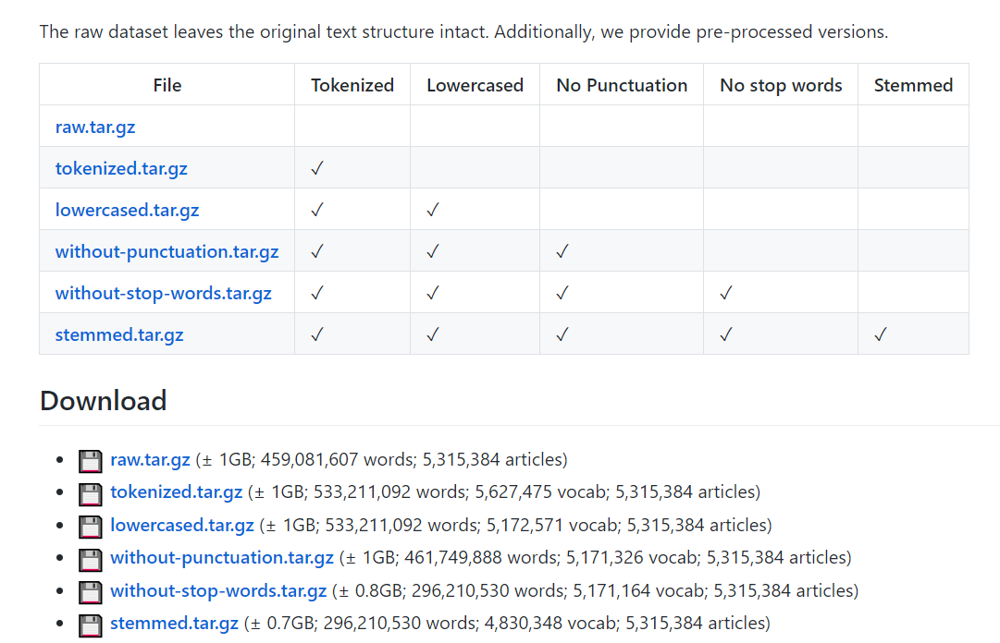 The raw dataset leaves the original text structure intact. Additionally, we provide pre-processed versions.
File Tokenized Lowercased No Punctuation No stop words Stemmed
raw.tar.gz
tokenized.tar.gz ✓
lowercased.tar.gz ✓ ✓
without-punctuation.tar.gz ✓ ✓ ✓
without-stop-words.tar.gz ✓ ✓ ✓ ✓
stemmed.tar.gz ✓ ✓ ✓ ✓ ✓
Download
• raw.tar.gz (± 1GB; 459,081,607 words; 5,315,384 articles)
• tokenized.tar.gz (± 1GB; 533,211,092 words; 5,627,475 vocab; 5,315,384 articles)
• lowercased.tar.gz (± 1GB; 533,211,092 words; 5,172,571 vocab; 5,315,384 articles)
• without-punctuation.tar.gz (± 1GB; 461,749,888 words; 5,171,326 vocab; 5,315,384 articles)
• without-stop-words.tar.gz (± 0.8GB; 296,210,530 words; 5,171,164 vocab; 5,315,384 articles)
• stemmed.tar.gz (± 0.7GB; 296,210,530 words; 4,830,348 vocab; 5,315,384 articles)